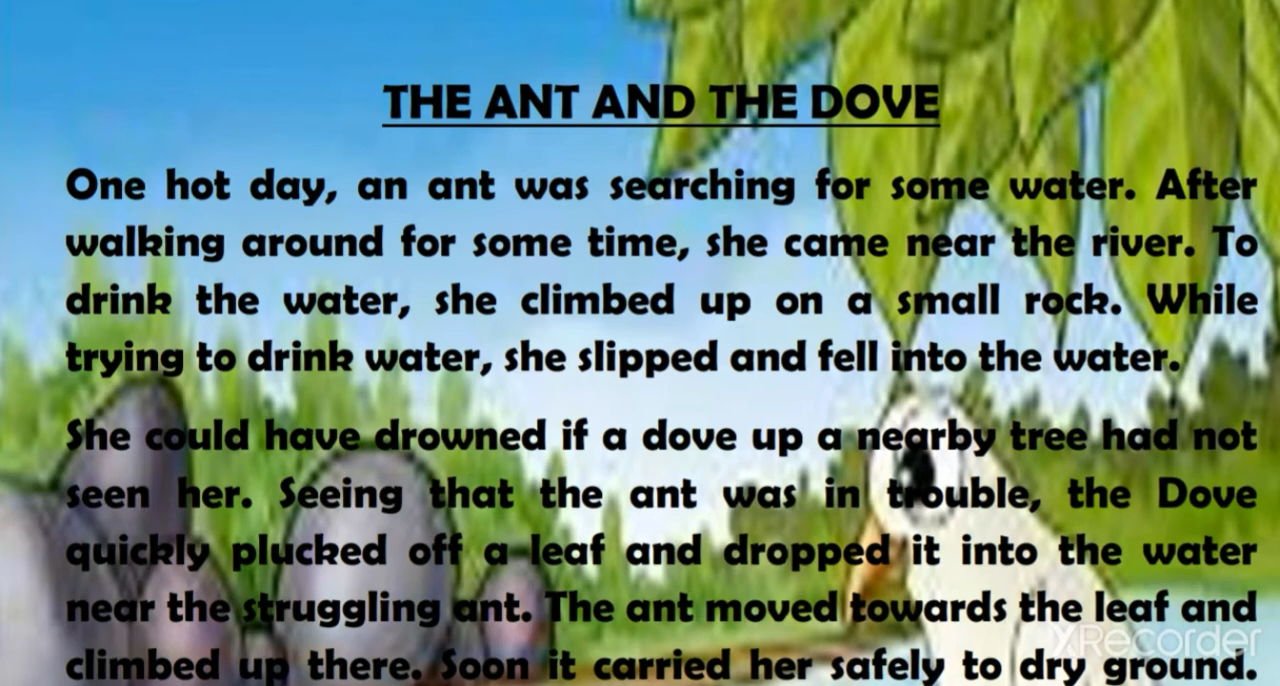 THE ANT AND THE DOVE
One hot day, an ant was searching for some water. After
walking around for some time, she came near the river. To
drink the water, she climbed up on a small rock. While
trying to drink water, she slipped and fell into the water.
She could have drowned if a dove up a nearby tree had not
seen her. Seeing that the ant was in trouble, the Dove
quickly plucked off a leaf and dropped it into the water
near the struggling ant. The ant moved towards the leaf and
climbed up there. Soon it carried her safely to dry ground.
XRecorder